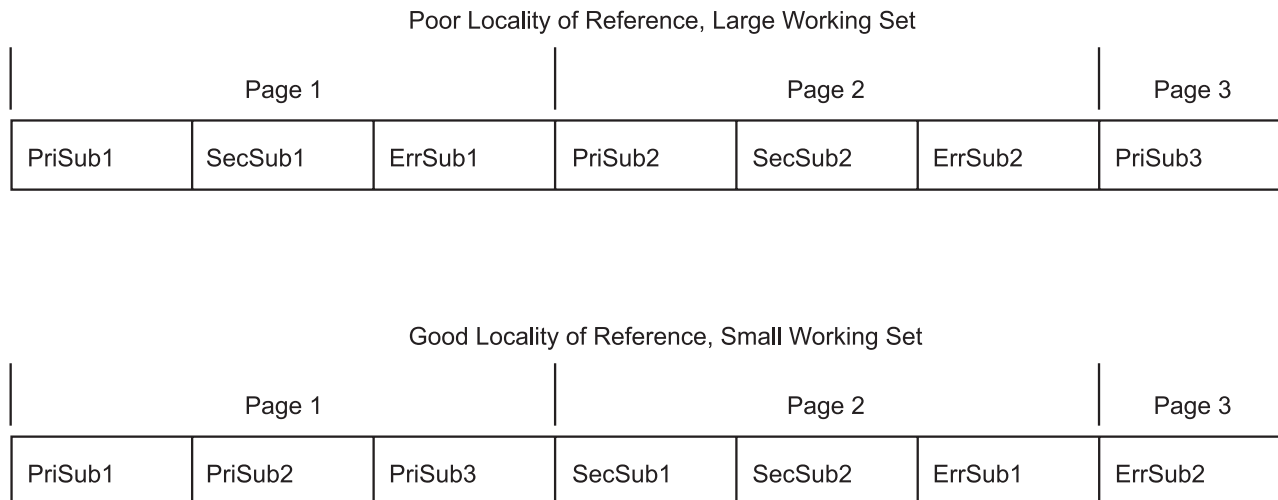 Poor Locality of Reference, Large Working Set
Page 1 Page 2 Page 3
PriSub1 SecSub1 ErrSub1 PriSub2 SecSub2 ErrSub2 PriSub3
Good Locality of Reference, Small Working Set
Page 1 Page 2 Page 3
PriSub1 PriSub2 PriSub3 SecSub1 SecSub2 ErrSub1 ErrSub2